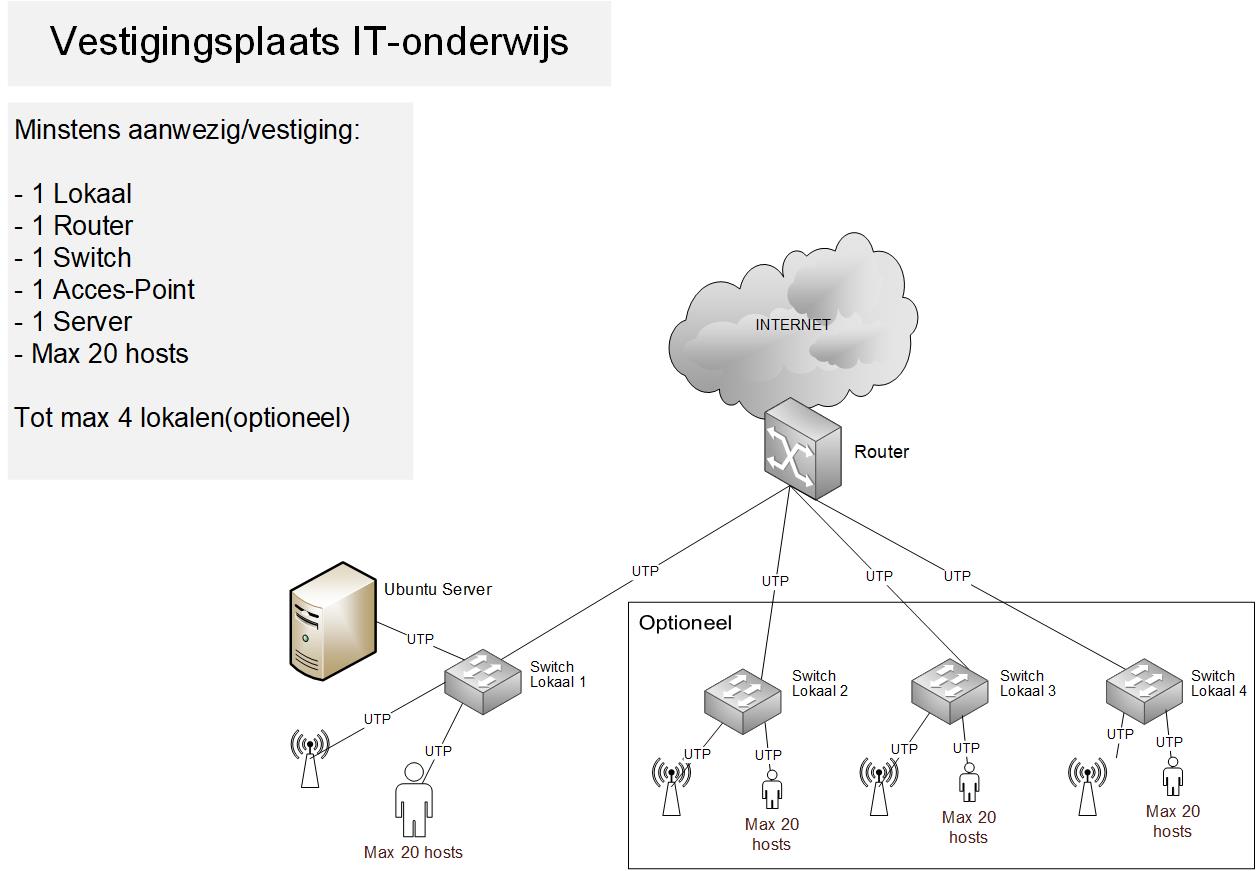 Vestigingsplaats IT-onderwijs
Minstens aanwezig/vestiging:
- 1 Lokaal
- 1 Router
- 1 Switch
- 1 Acces-Point
- 1 Server
- Max 20 hosts
Tot max 4 lokalen(optioneel)
INTERNET
Router
UTP
UTP
UTP
UTP
Ubuntu Server
UTP
Switch
Lokaal 1
UTP
UTP
Max 20 hosts
Optioneel
Switch
Lokaal 2
UTP
UTP
Max 20
hosts
Switch
Lokaal 3
UTP
UTP
Max 20
hosts
Switch
Lokaal 4
UTP
UTP
Max 20
hosts